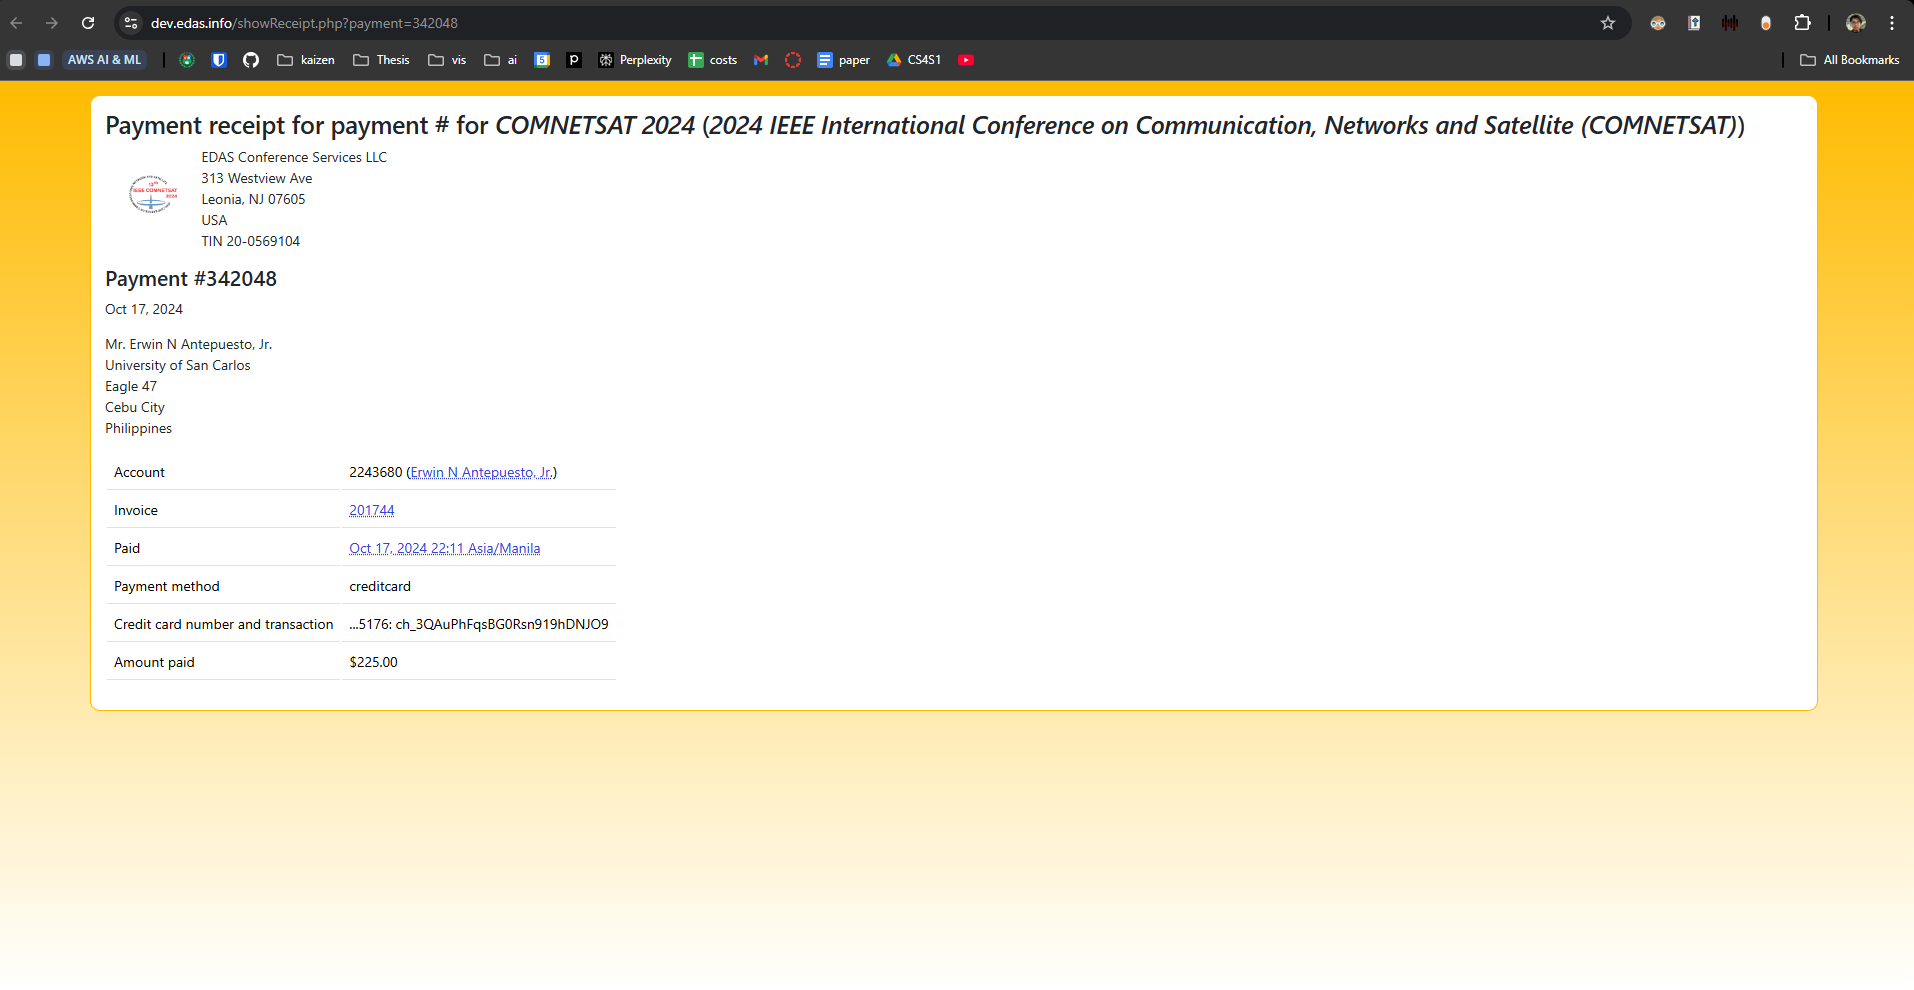 dev.edas.info/showReceipt.php?payment=342048
AWS AI & ML
kaizen
Thesis
vis
ai
5
p
Perplexity
costs
paper
CS4S1
All Bookmarks
Payment receipt for payment # for COMNETSAT 2024 (2024 IEEE International Conference on Communication, Networks and Satellite (COMNETSAT))
IEEE COMNETSAT
2024
EDAS Conference Services LLC
313 Westview Ave
Leonia, NJ 07605
USA
TIN 20-0569104
Payment #342048
Oct 17, 2024
Mr. Erwin N Antepuesto, Jr.
University of San Carlos
Eagle 47
Cebu City
Philippines
Account 2243680 (Erwin N Antepuesto, Jr.)
Invoice 201744
Paid Oct 17, 2024 22:11 Asia/Manila
Payment method creditcard
Credit card number and transaction ...5176: ch_3QAuPhFqsBG0Rsn919hDNJO9
Amount paid $225.00